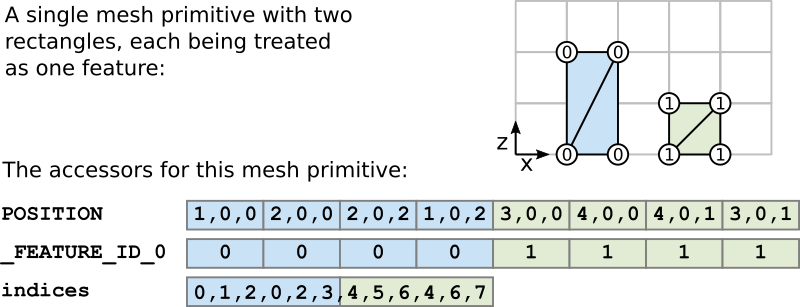 A single mesh primitive with two
rectangles, each being treated
as one feature:
0 0
1 1
z
0 0 1 1
x
The accessors for this mesh primitive:
POSITION 1,0,0 2,0,0 2,0,2 1,0,2 3,0,0 4,0,0 4,0,1 3,0,1
_FEATURE_ID_0 0 0 0 0 1 1 1 1
indices 0,1,2,0,2,3,4,5,6,4,6,7